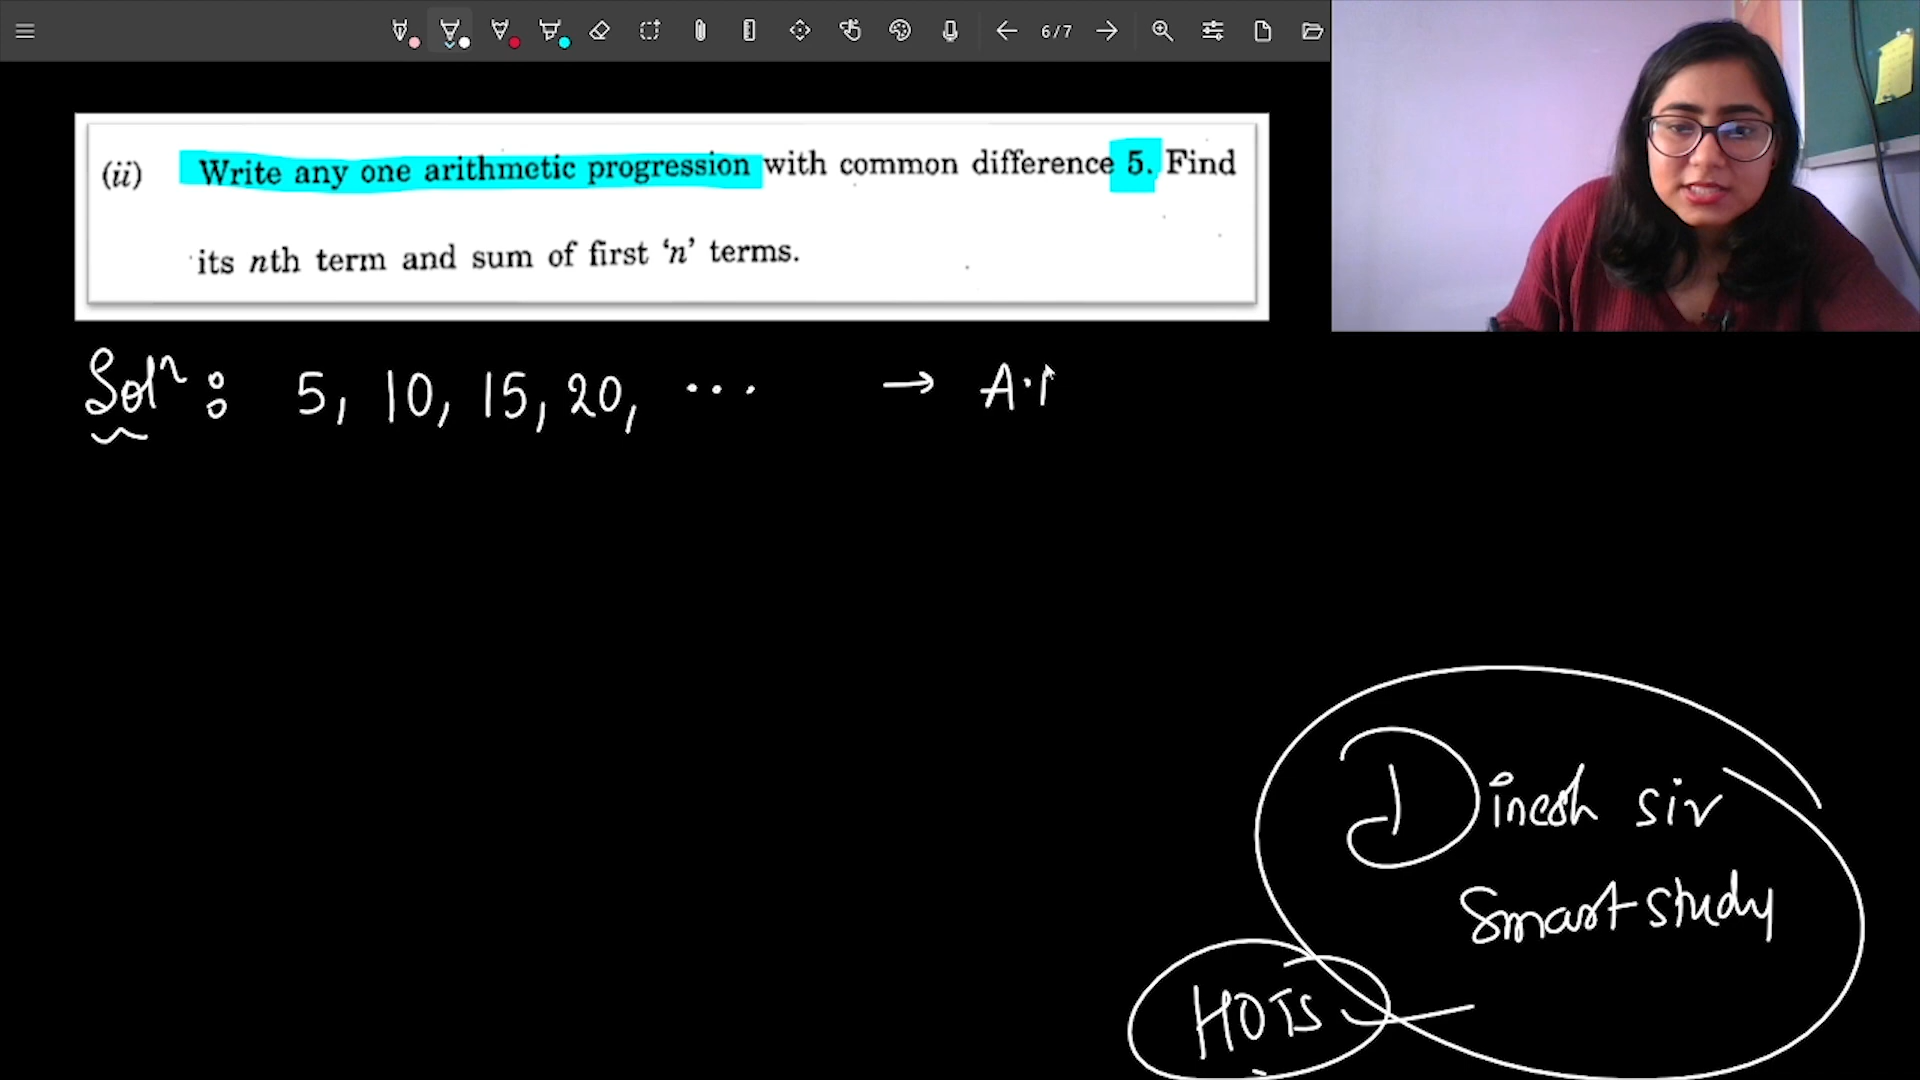 6/7
(ii) Write any one arithmetic progression with common difference 5. Find
its nth term and sum of first ‘n’ terms.
Solⁿ : 5, 10, 15, 20, ... → A.P
Dinesh sir
Smart study
HOTS